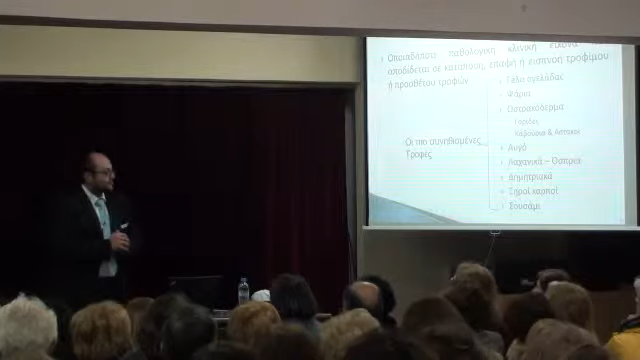 Οποιαδήποτε παθολογική κλινική εικόνα
αποδίδεται σε κατάποση, επαφή ή εισπνοή τροφίμου
ή προσθέτου τροφών
Γάλα αγελάδας
Ψάρια
Οστρακόδερμα
Γαρίδες
Καβούρια & Αστακοί
Οι πιο συνηθισμένες
Τροφές
Αυγό
Λαχανικά – Όσπρια
Δημητριακά
Ξηροί καρποί
Σουσάμι